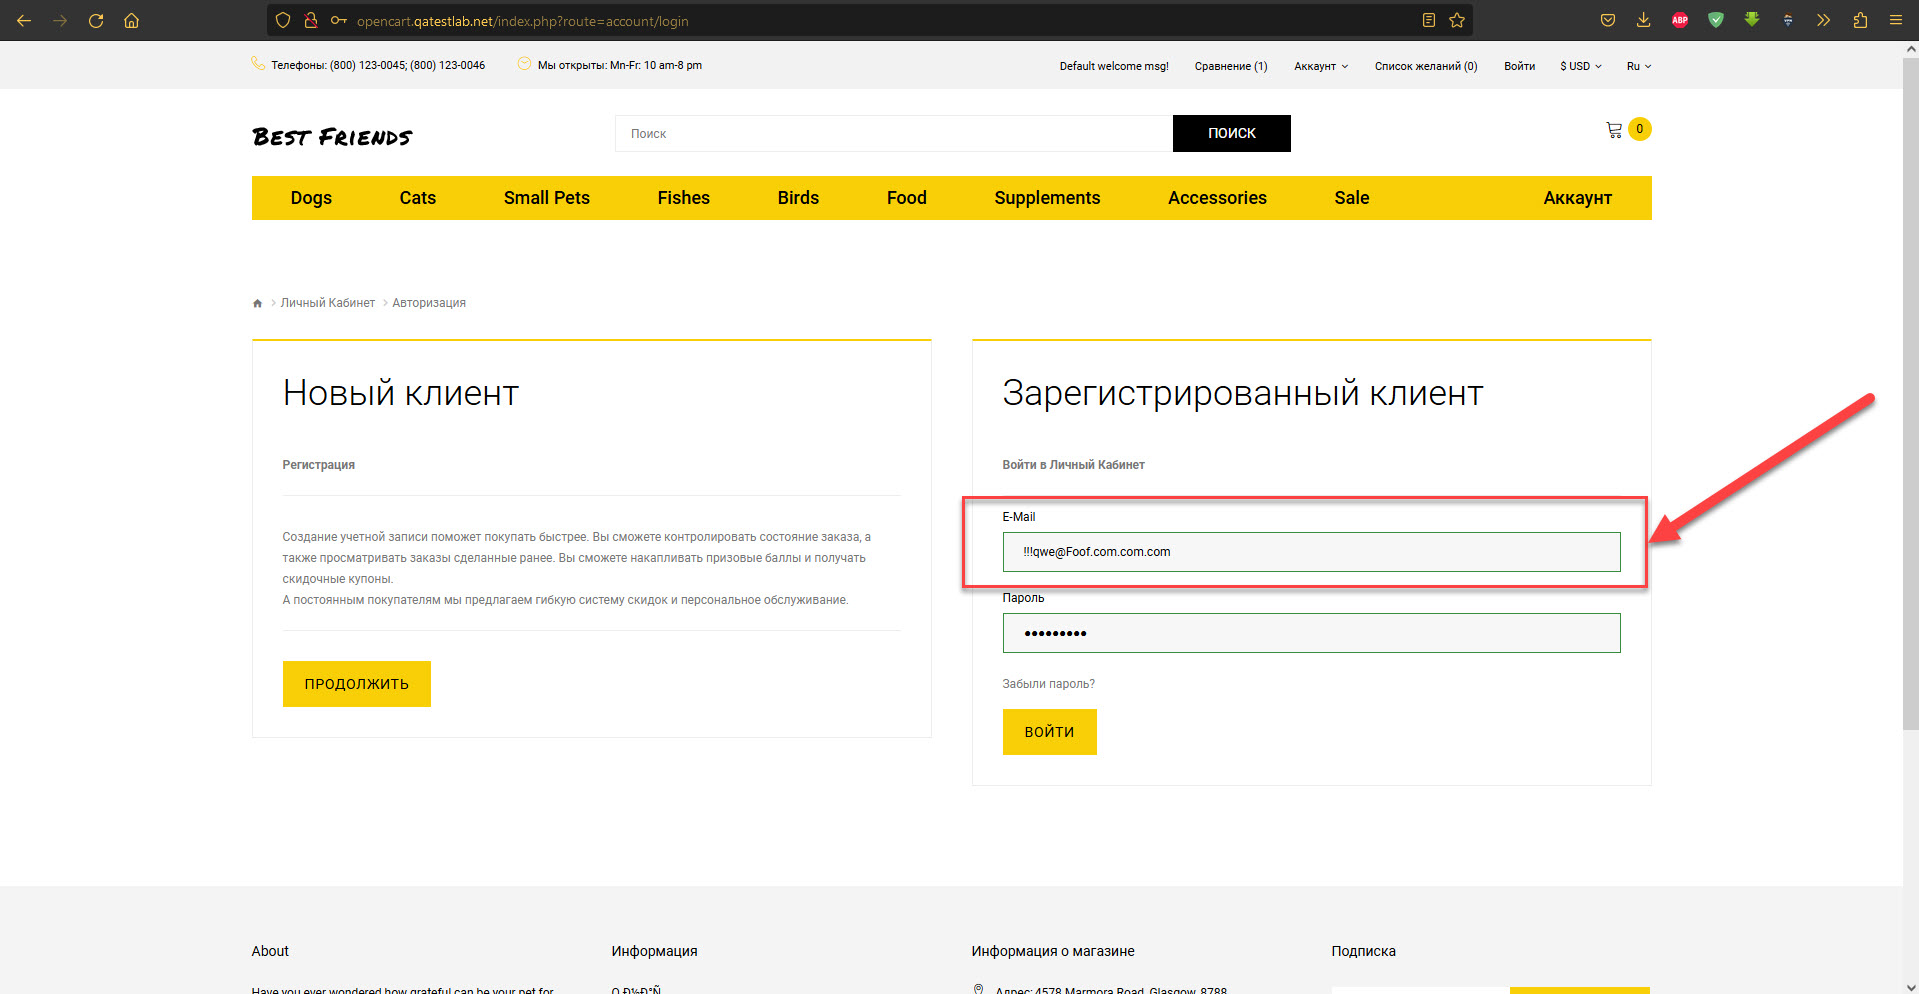 opencart.qatestlab.net/index.php?route=account/login
ABP
Телефоны: (800) 123-0045; (800) 123-0046
Мы открыты: Mn-Fr: 10 am-8 pm
Default welcome msg!
Сравнение (1)
Аккаунт
Список желаний (0)
Войти
$ USD
Ru
Best Friends
Поиск
ПОИСК
0
Dogs
Cats
Small Pets
Fishes
Birds
Food
Supplements
Accessories
Sale
Аккаунт
Личный Кабинет
Авторизация
Новый клиент
Регистрация
Создание учетной записи поможет покупать быстрее. Вы сможете контролировать состояние заказа, а
также просматривать заказы сделанные ранее. Вы сможете накапливать призовые баллы и получать
скидочные купоны.
А постоянным покупателям мы предлагаем гибкую систему скидок и персональное обслуживание.
ПРОДОЛЖИТЬ
Зарегистрированный клиент
Войти в Личный Кабинет
E-Mail
!!!qwe@Foof.com.com.com
Пароль
•••••••••
Забыли пароль?
ВОЙТИ
About
Have you ever wondered how grateful can be your pet for
Информация
О Ð½Ð°Ñ
Информация о магазине
Адрес: 4578 Marmora Road, Glasgow, 8788
Подписка